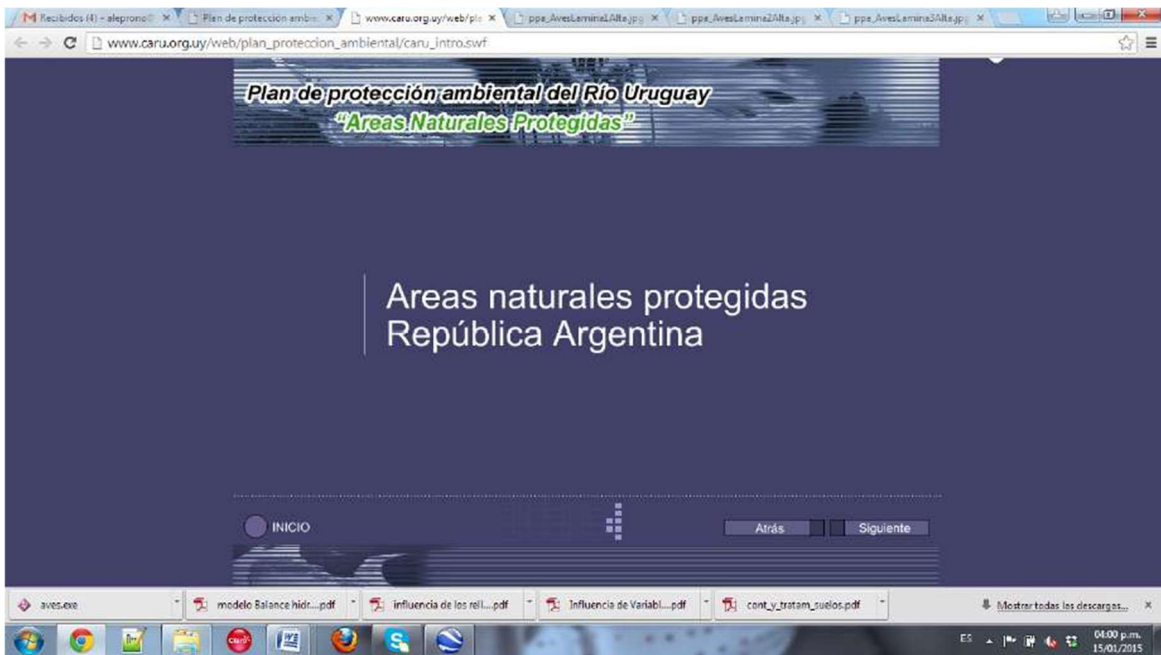 Recibidos (4) - aleprono
Plan de protección ambie
www.caru.org.uy/web/pla
ppa_AvesLamina1Alta.jpg
ppa_AvesLamina2Alta.jpg
ppa_AvesLamina3Alta.jpg
www.caru.org.uy/web/plan_proteccion_ambiental/caru_intro.swf
Plan de protección ambiental del Río Uruguay
"Areas Naturales Protegidas"
Areas naturales protegidas
República Argentina
INICIO
Atrás
Siguiente
aves.exe
modelo Balance hidr....pdf
influencia de los rell....pdf
Influencia de Variabl....pdf
cont_y_tratam_suelos.pdf
Mostrar todas las descargas...
ES
04:00 p.m.
15/01/2015